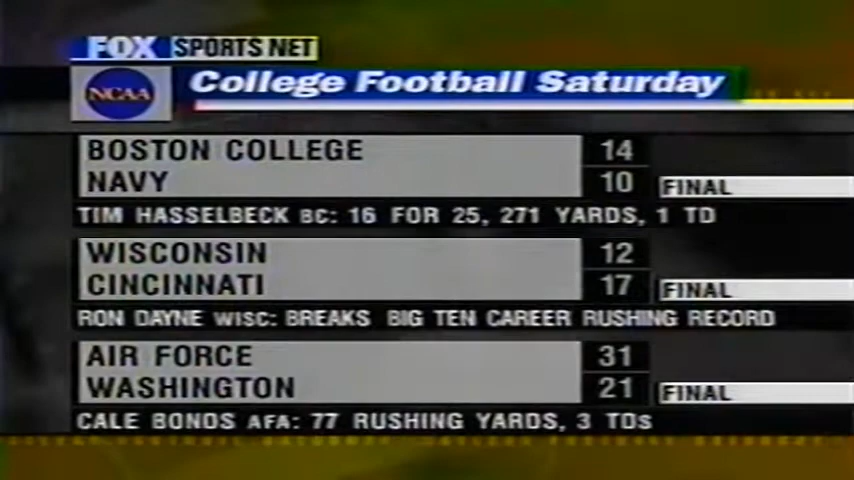 FOX SPORTS NET
NCAA College Football Saturday
BOSTON COLLEGE 14
NAVY 10 FINAL
TIM HASSELBECK BC: 16 FOR 25, 271 YARDS, 1 TD
WISCONSIN 12
CINCINNATI 17 FINAL
RON DAYNE WISC: BREAKS BIG TEN CAREER RUSHING RECORD
AIR FORCE 31
WASHINGTON 21 FINAL
CALE BONDS AFA: 77 RUSHING YARDS, 3 TDs